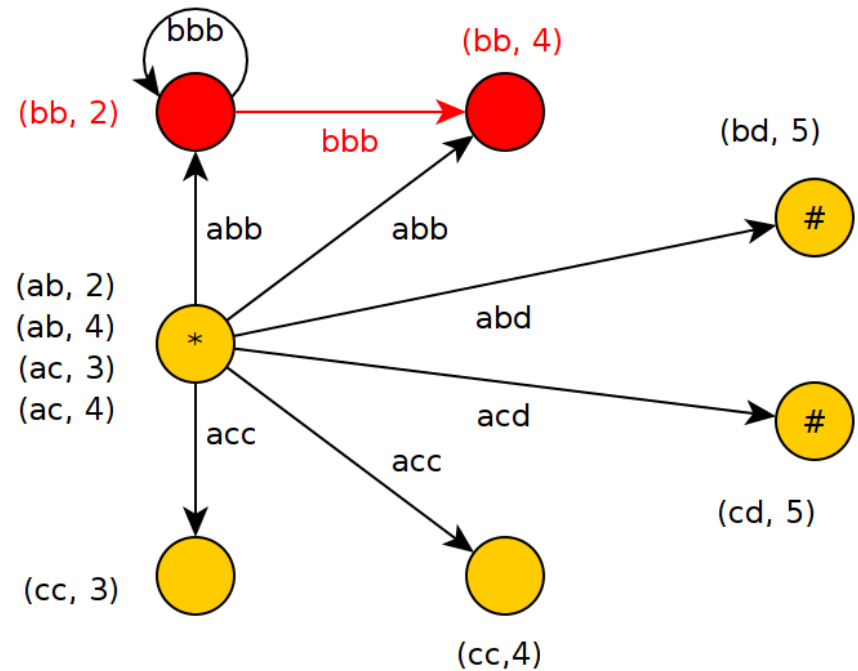 bbb
(bb, 4)
(bb, 2)
bbb
(bd, 5)
#
abb
abb
(ab, 2)
(ab, 4)
(ac, 3)
(ac, 4)
*
abd
acd
#
acc
acc
(cd, 5)
(cc, 3)
(cc,4)